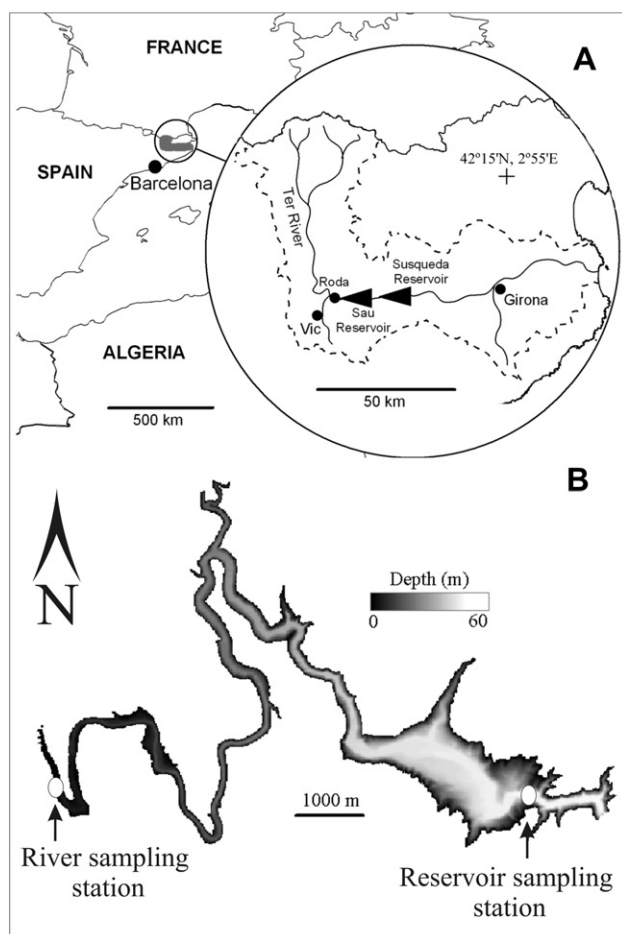 FRANCE
A
SPAIN
Barcelona
42º15'N, 2º55'E
Ter River
Susqueda
Reservoir
Roda
Sau
Reservoir
Vic
Girona
ALGERIA
500 km
50 km
B
N
Depth (m)
0
60
1000 m
River sampling
station
Reservoir sampling
station